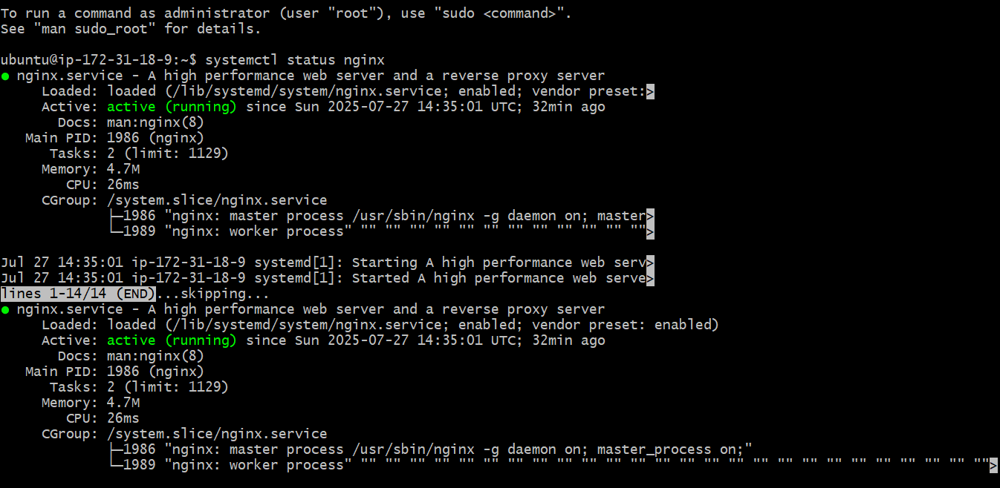 To run a command as administrator (user "root"), use "sudo <command>".
See "man sudo_root" for details.

ubuntu@ip-172-31-18-9:~$ systemctl status nginx
● nginx.service - A high performance web server and a reverse proxy server
     Loaded: loaded (/lib/systemd/system/nginx.service; enabled; vendor preset:>
     Active: active (running) since Sun 2025-07-27 14:35:01 UTC; 32min ago
       Docs: man:nginx(8)
   Main PID: 1986 (nginx)
      Tasks: 2 (limit: 1129)
     Memory: 4.7M
        CPU: 26ms
     CGroup: /system.slice/nginx.service
             ├─1986 "nginx: master process /usr/sbin/nginx -g daemon on; master>
             └─1989 "nginx: worker process" "" "" "" "" "" "" "" "" "" "" "" "">

Jul 27 14:35:01 ip-172-31-18-9 systemd[1]: Starting A high performance web serv>
Jul 27 14:35:01 ip-172-31-18-9 systemd[1]: Started A high performance web serve>
lines 1-14/14 (END)...skipping...
● nginx.service - A high performance web server and a reverse proxy server
     Loaded: loaded (/lib/systemd/system/nginx.service; enabled; vendor preset: enabled)
     Active: active (running) since Sun 2025-07-27 14:35:01 UTC; 32min ago
       Docs: man:nginx(8)
   Main PID: 1986 (nginx)
      Tasks: 2 (limit: 1129)
     Memory: 4.7M
        CPU: 26ms
     CGroup: /system.slice/nginx.service
             ├─1986 "nginx: master process /usr/sbin/nginx -g daemon on; master_process on;"
             └─1989 "nginx: worker process" "" "" "" "" "" "" "" "" "" "" "" "" "" "" "" "" "" "" "" "" "" "" "" "" "" "">